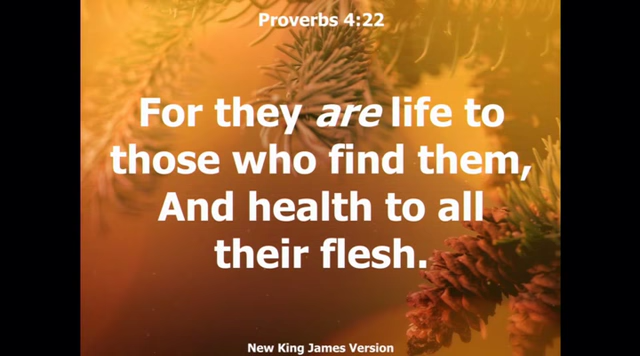 Proverbs 4:22
For they are life to
those who find them,
And health to all
their flesh.
New King James Version